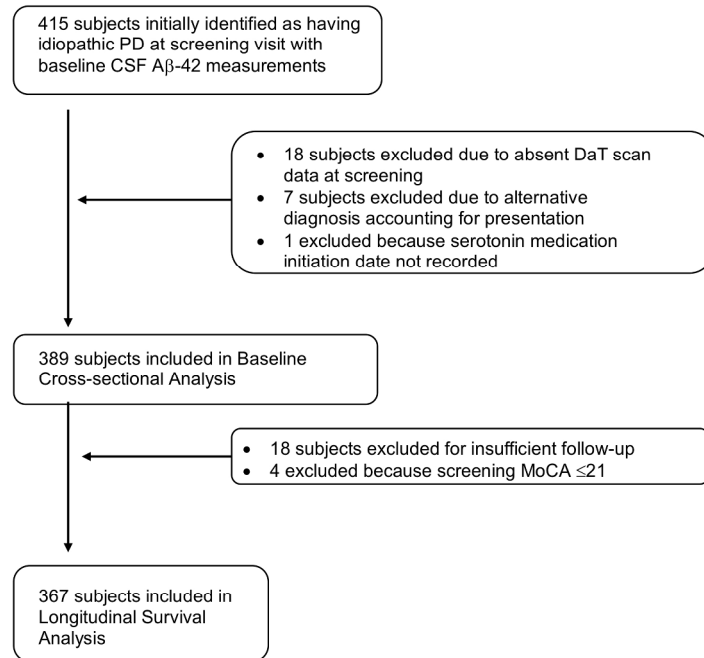 415 subjects initially identified as having
idiopathic PD at screening visit with
baseline CSF Aβ-42 measurements
• 18 subjects excluded due to absent DaT scan
data at screening
• 7 subjects excluded due to alternative
diagnosis accounting for presentation
• 1 excluded because serotonin medication
initiation date not recorded
389 subjects included in Baseline
Cross-sectional Analysis
• 18 subjects excluded for insufficient follow-up
• 4 excluded because screening MoCA ≤21
367 subjects included in
Longitudinal Survival
Analysis